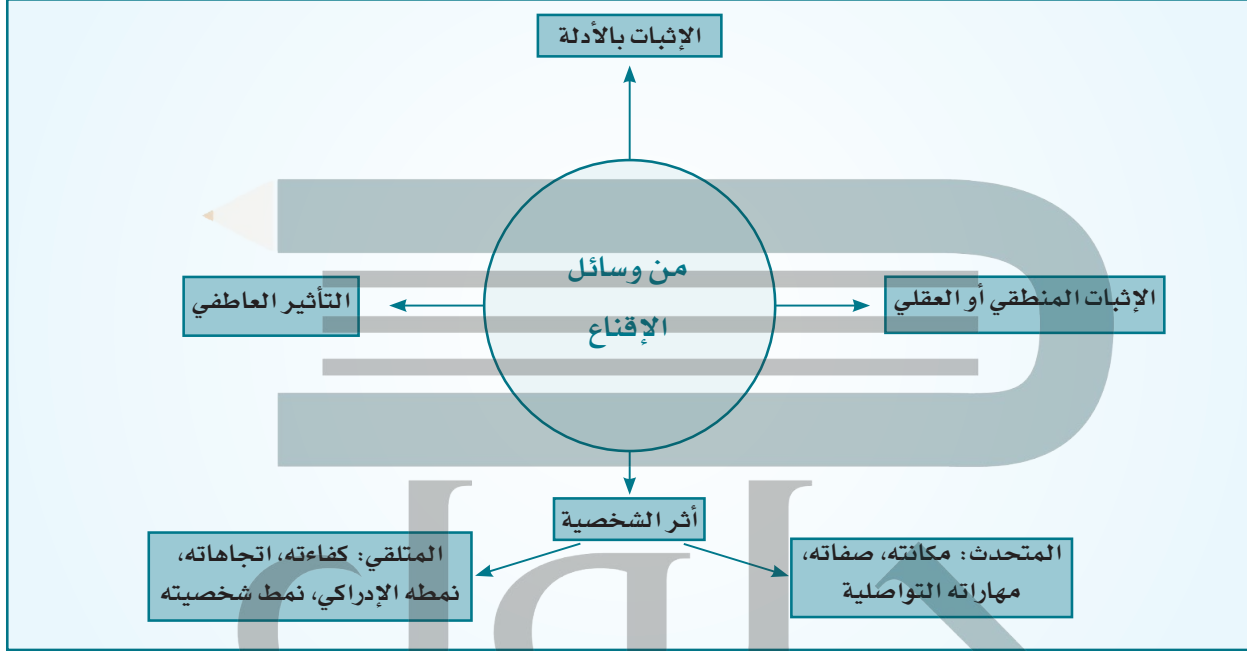 الإثبات بالأدلة
من وسائل
الإقناع
الإثبات المنطقي أو العقلي
التأثير العاطفي
أثر الشخصية
المتحدث: مكانته، صفاته،
مهاراته التواصلية
المتلقي: كفاءته، اتجاهاته،
نمطه الإدراكي، نمط شخصيته